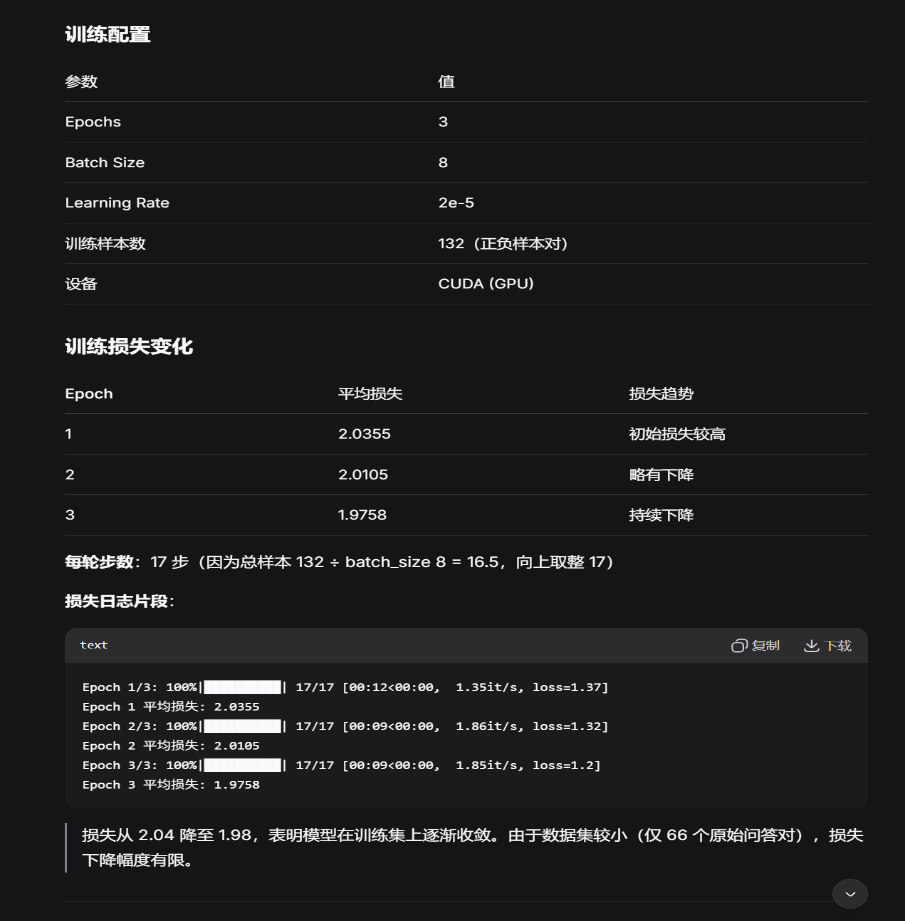 训练配置
参数 值
Epochs 3
Batch Size 8
Learning Rate 2e-5
训练样本数 132（正负样本对）
设备 CUDA (GPU)
训练损失变化
Epoch 平均损失 损失趋势
1 2.0355 初始损失较高
2 2.0105 略有下降
3 1.9758 持续下降
每轮步数：17 步（因为总样本 132 ÷ batch_size 8 = 16.5，向上取整 17）
损失日志片段：
text 复制 下载
Epoch 1/3: 100%|██████████| 17/17 [00:12<00:00,  1.35it/s, loss=1.37]
Epoch 1 平均损失: 2.0355
Epoch 2/3: 100%|██████████| 17/17 [00:09<00:00,  1.86it/s, loss=1.32]
Epoch 2 平均损失: 2.0105
Epoch 3/3: 100%|██████████| 17/17 [00:09<00:00,  1.85it/s, loss=1.2]
Epoch 3 平均损失: 1.9758
损失从 2.04 降至 1.98，表明模型在训练集上逐渐收敛。由于数据集较小（仅 66 个原始问答对），损失
下降幅度有限。